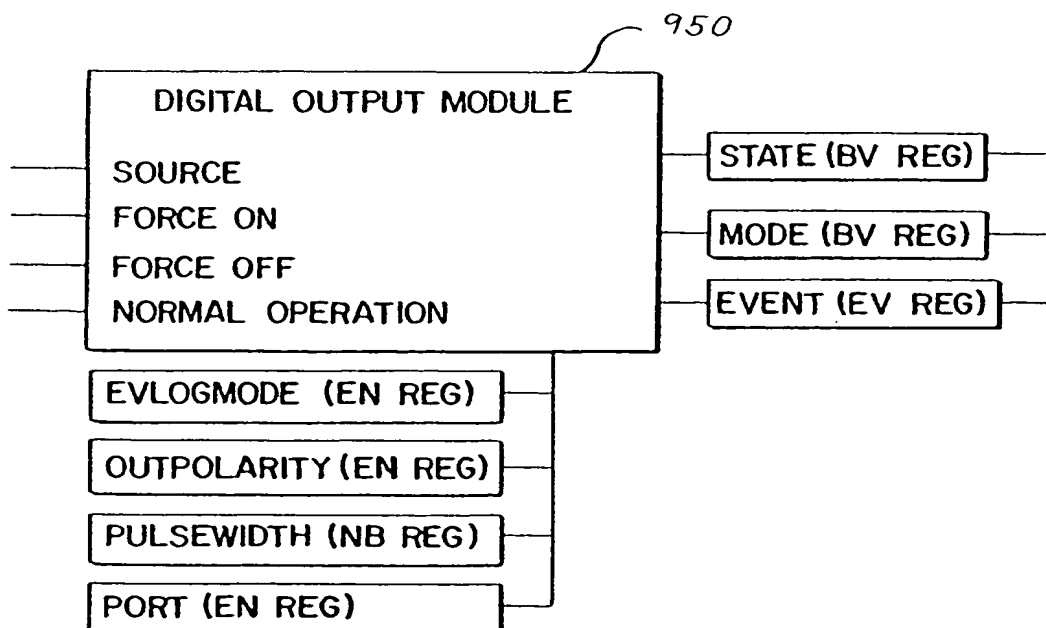 950
DIGITAL OUTPUT MODULE
SOURCE
FORCE ON
FORCE OFF
NORMAL OPERATION
STATE (BV REG)
MODE (BV REG)
EVENT (EV REG)
EVLOGMODE (EN REG)
OUTPOLARITY (EN REG)
PULSEWIDTH (NB REG)
PORT (EN REG)